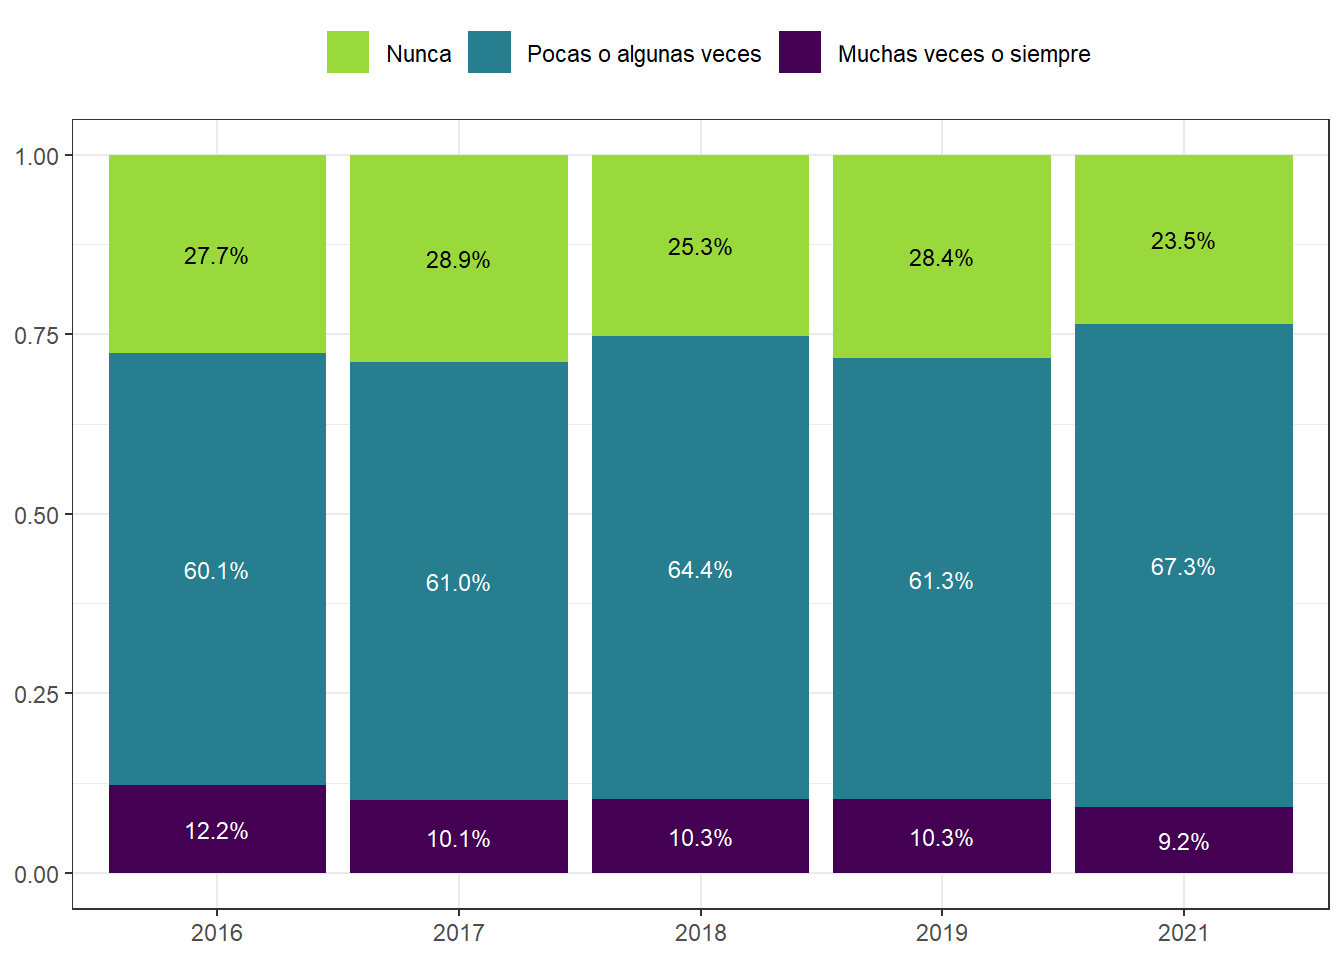 Nunca Pocas o algunas veces Muchas veces o siempre
1.00
27.7% 28.9% 25.3% 28.4% 23.5%
0.75
0.50
60.1% 61.0% 64.4% 61.3% 67.3%
0.25
12.2% 10.1% 10.3% 10.3% 9.2%
0.00
2016 2017 2018 2019 2021